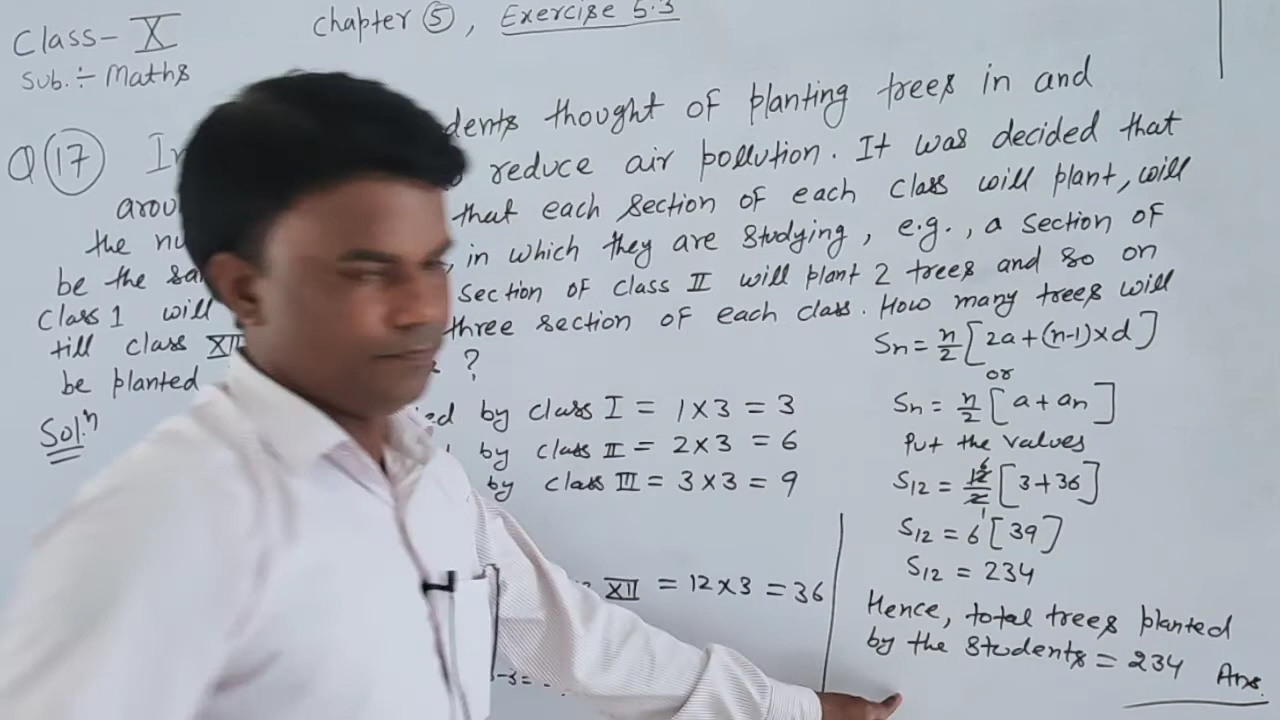 Class- X
Sub. ÷ Maths
Chapter ⑤, Exercise 5.3
Q 17 In dents thought of planting trees in and
arou reduce air pollution. It was decided that
the nu that each section of each class will plant, will
be the sa , in which they are studying, e.g., a section of
class 1 will section of class II will plant 2 trees and so on
till class XII three section of each class. How many trees will
be planted ?
Sol.ⁿ
by class I = 1×3 = 3
by class II = 2×3 = 6
by class III = 3×3 = 9
XII = 12×3 = 36
Sn = n/2 [2a+(n-1)×d]
or
Sn = n/2 [a+an]
Put the values
S12 = 12/2 [3+36]
S12 = 6[39]
S12 = 234
Hence, total trees planted
by the students = 234 Ans.